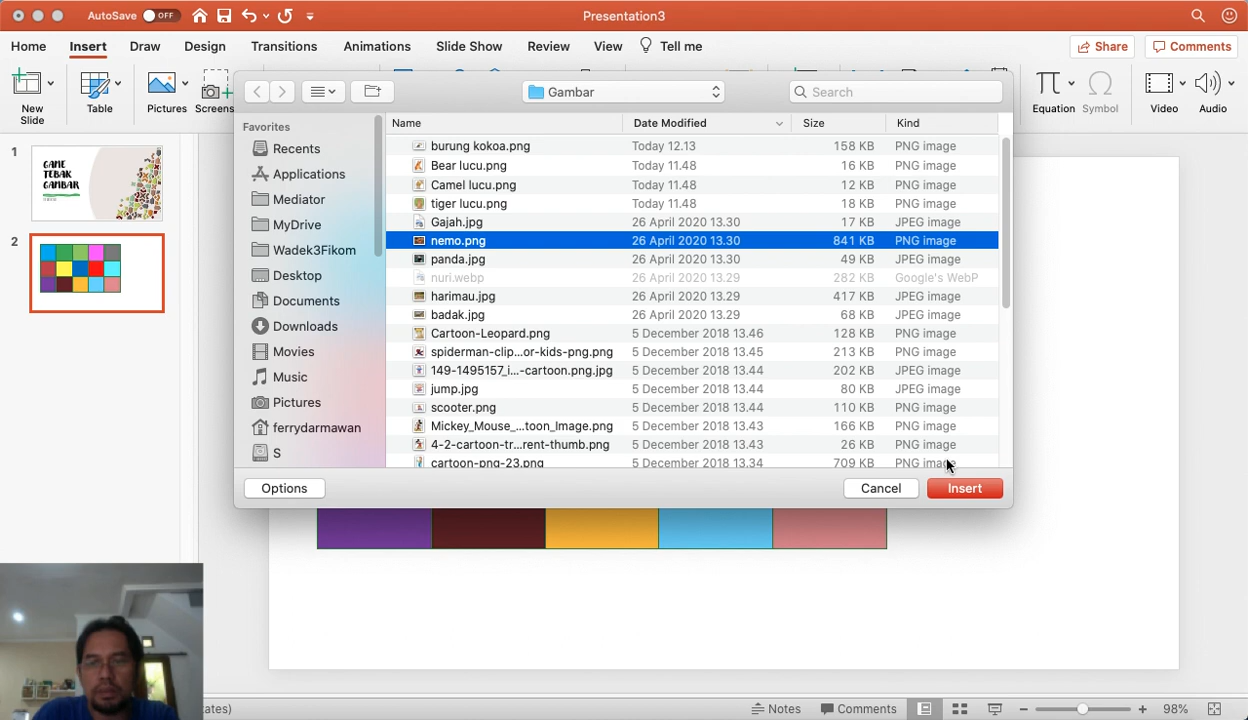 AutoSave OFF Presentation3
Home Insert Draw Design Transitions Animations Slide Show Review View Tell me Share Comments
New Slide Table Pictures Screens Equation Symbol Video Audio
Gambar Search
Favorites Name Date Modified Size Kind
Recents burung kokoa.png Today 12.13 158 KB PNG image
Bear lucu.png Today 11.48 16 KB PNG image
Applications Camel lucu.png Today 11.48 12 KB PNG image
Mediator tiger lucu.png Today 11.48 18 KB PNG image
MyDrive Gajah.jpg 26 April 2020 13.30 17 KB JPEG image
Wadek3Fikom nemo.png 26 April 2020 13.30 841 KB PNG image
panda.jpg 26 April 2020 13.30 49 KB JPEG image
Desktop nuri.webp 26 April 2020 13.29 282 KB Google's WebP
Documents harimau.jpg 26 April 2020 13.29 417 KB JPEG image
badak.jpg 26 April 2020 13.29 68 KB JPEG image
Downloads Cartoon-Leopard.png 5 December 2018 13.46 128 KB PNG image
Movies spiderman-clip...or-kids-png.png 5 December 2018 13.45 213 KB PNG image
Music 149-1495157_i...-cartoon.png.jpg 5 December 2018 13.44 202 KB JPEG image
jump.jpg 5 December 2018 13.44 80 KB JPEG image
Pictures scooter.png 5 December 2018 13.44 110 KB PNG image
ferrydarmawan Mickey_Mouse_...toon_Image.png 5 December 2018 13.43 166 KB PNG image
4-2-cartoon-tr...rent-thumb.png 5 December 2018 13.43 26 KB PNG image
S cartoon-png-23.png 5 December 2018 13.34 709 KB PNG image
Options Cancel Insert
1
GAME
TEBAK
GAMBAR
2
tates) Notes Comments 98%